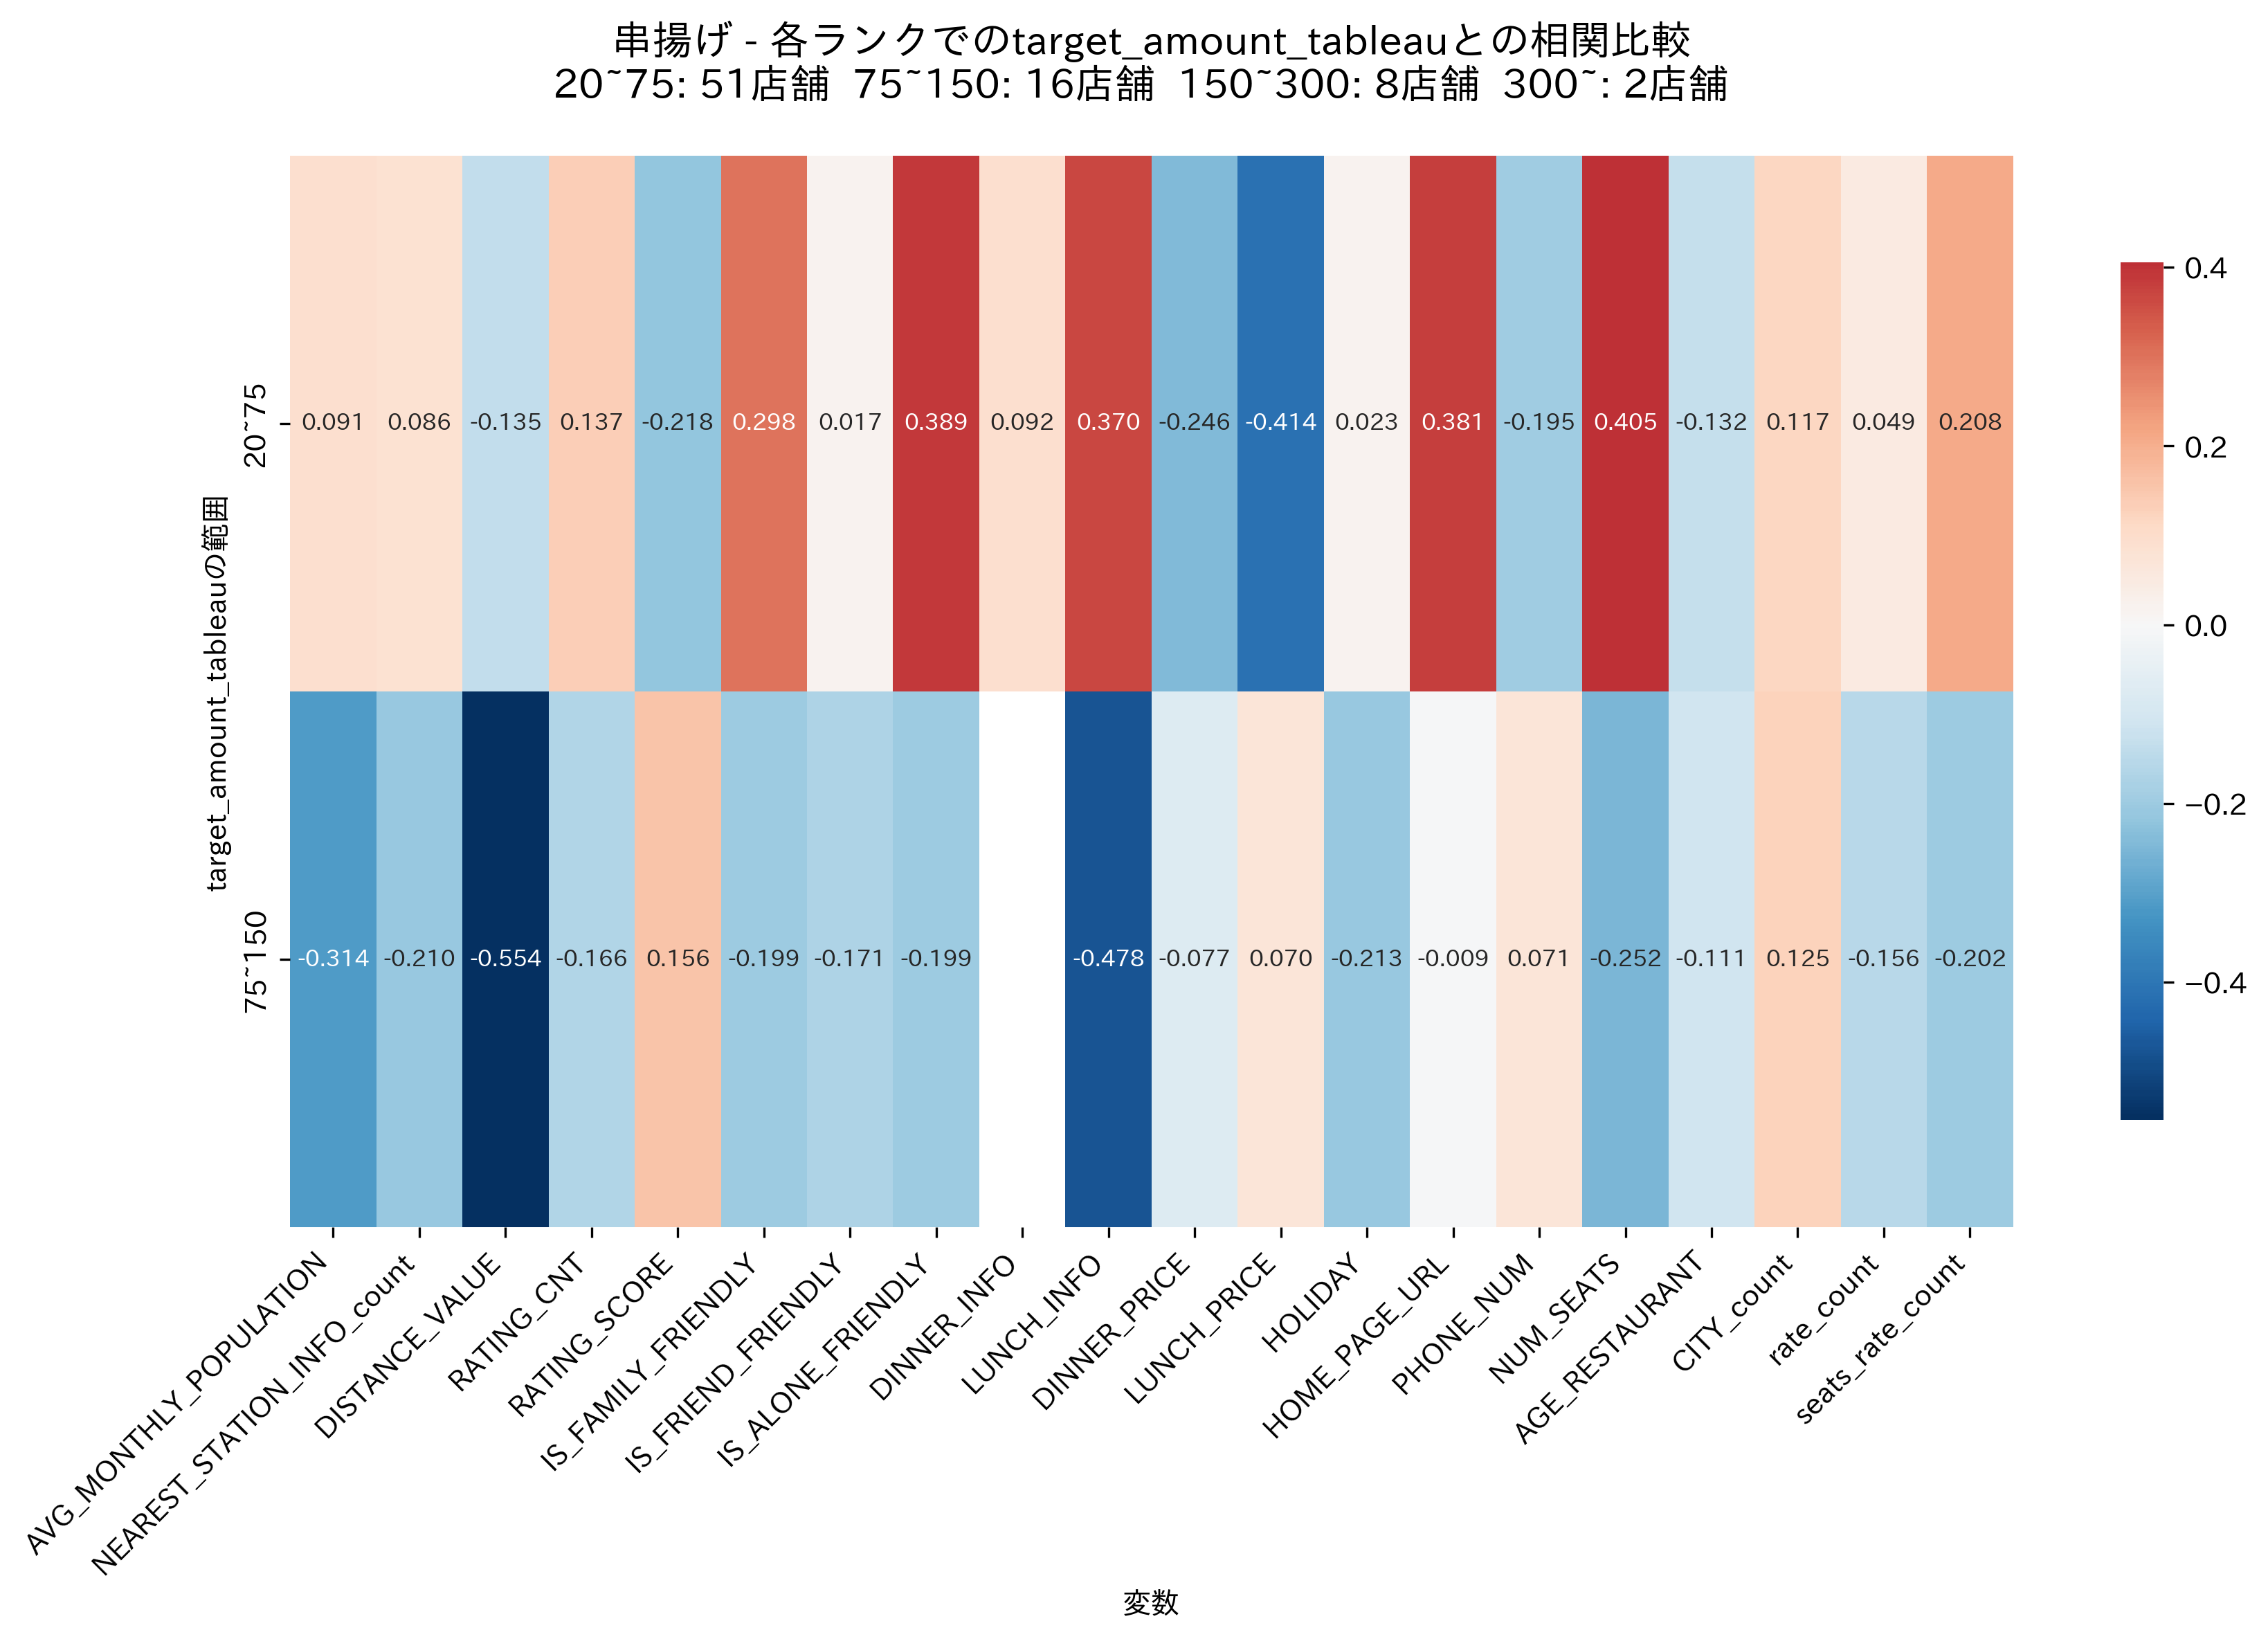 串揚げ - 各ランクでのtarget_amount_tableauとの相関比較
20~75: 51店舗  75~150: 16店舗  150~300: 8店舗  300~: 2店舗
target_amount_tableauの範囲
20~75
0.091 0.086 -0.135 0.137 -0.218 0.298 0.017 0.389 0.092 0.370 -0.246 -0.414 0.023 0.381 -0.195 0.405 -0.132 0.117 0.049 0.208
75~150
-0.314 -0.210 -0.554 -0.166 0.156 -0.199 -0.171 -0.199 -0.478 -0.077 0.070 -0.213 -0.009 0.071 -0.252 -0.111 0.125 -0.156 -0.202
AVG_MONTHLY_POPULATION
NEAREST_STATION_INFO_count
DISTANCE_VALUE
RATING_CNT
RATING_SCORE
IS_FAMILY_FRIENDLY
IS_FRIEND_FRIENDLY
IS_ALONE_FRIENDLY
DINNER_INFO
LUNCH_INFO
DINNER_PRICE
LUNCH_PRICE
HOLIDAY
HOME_PAGE_URL
PHONE_NUM
NUM_SEATS
AGE_RESTAURANT
CITY_count
rate_count
seats_rate_count
変数
0.4
0.2
0.0
−0.2
−0.4